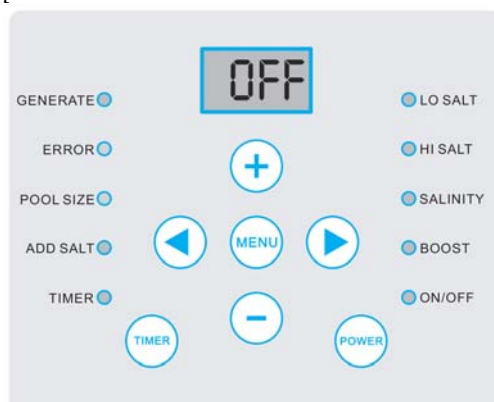 OFF
GENERATE
LO SALT
ERROR
HI SALT
+
POOL SIZE
SALINITY
MENU
ADD SALT
BOOST
TIMER
ON/OFF
−
TIMER
POWER